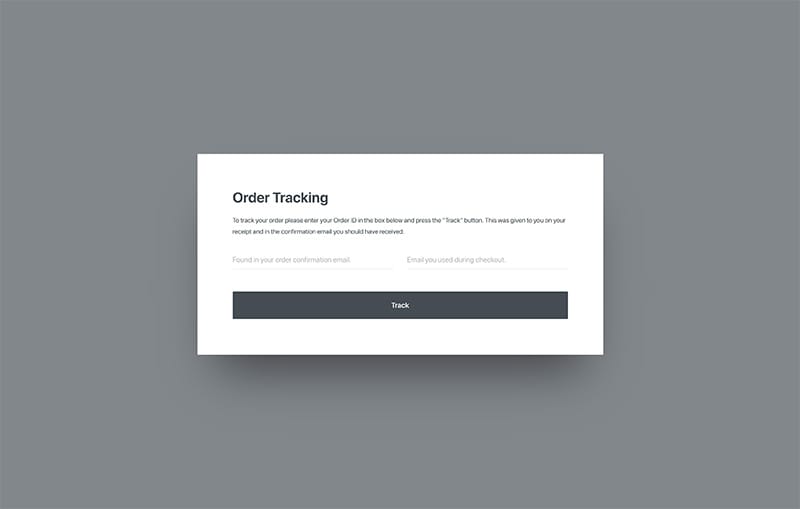 Order Tracking
To track your order please enter your Order ID in the box below and press the "Track" button. This was given to you on your
receipt and in the confirmation email you should have received.
Found in your order confirmation email.
Email you used during checkout.
Track